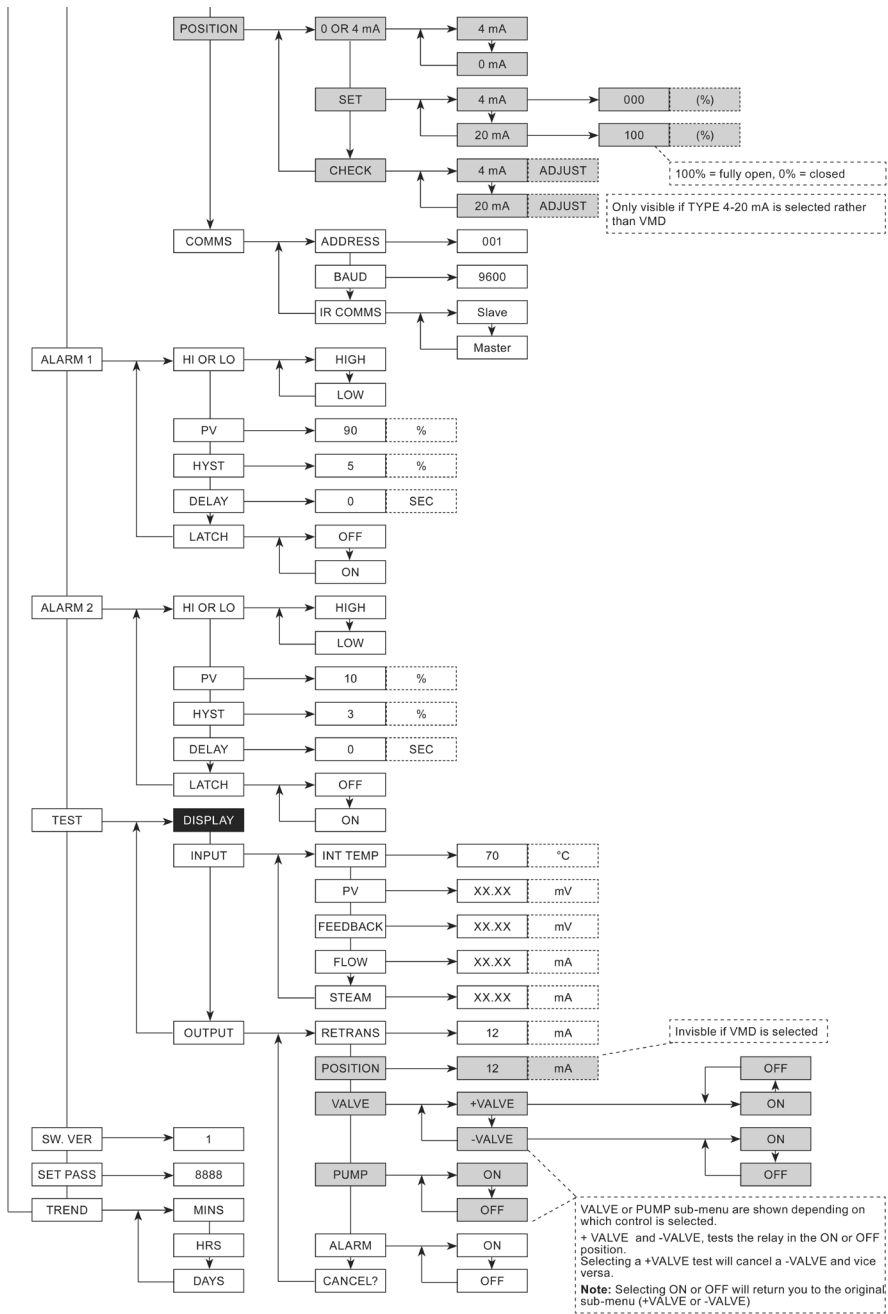 POSITION 0 OR 4 mA 4 mA
0 mA
SET 4 mA 000 (%)
20 mA 100 (%)
100% = fully open, 0% = closed
CHECK 4 mA ADJUST
20 mA ADJUST
Only visible if TYPE 4-20 mA is selected rather
than VMD
COMMS ADDRESS 001
BAUD 9600
IR COMMS Slave
Master
ALARM 1 HI OR LO HIGH
LOW
PV 90 %
HYST 5 %
DELAY 0 SEC
LATCH OFF
ON
ALARM 2 HI OR LO HIGH
LOW
PV 10 %
HYST 3 %
DELAY 0 SEC
LATCH OFF
ON
TEST DISPLAY
INPUT INT TEMP 70 °C
PV XX.XX mV
FEEDBACK XX.XX mV
FLOW XX.XX mA
STEAM XX.XX mA
OUTPUT RETRANS 12 mA
Invisble if VMD is selected
POSITION 12 mA OFF
VALVE +VALVE ON
SW. VER 1 -VALVE ON
SET PASS 8888 PUMP ON OFF
TREND MINS OFF
HRS ALARM ON
DAYS CANCEL? OFF
VALVE or PUMP sub-menu are shown depending on
which control is selected.
+ VALVE and -VALVE, tests the relay in the ON or OFF
position.
Selecting a +VALVE test will cancel a -VALVE and vice
versa.
Note: Selecting ON or OFF will return you to the original
sub-menu (+VALVE or -VALVE)